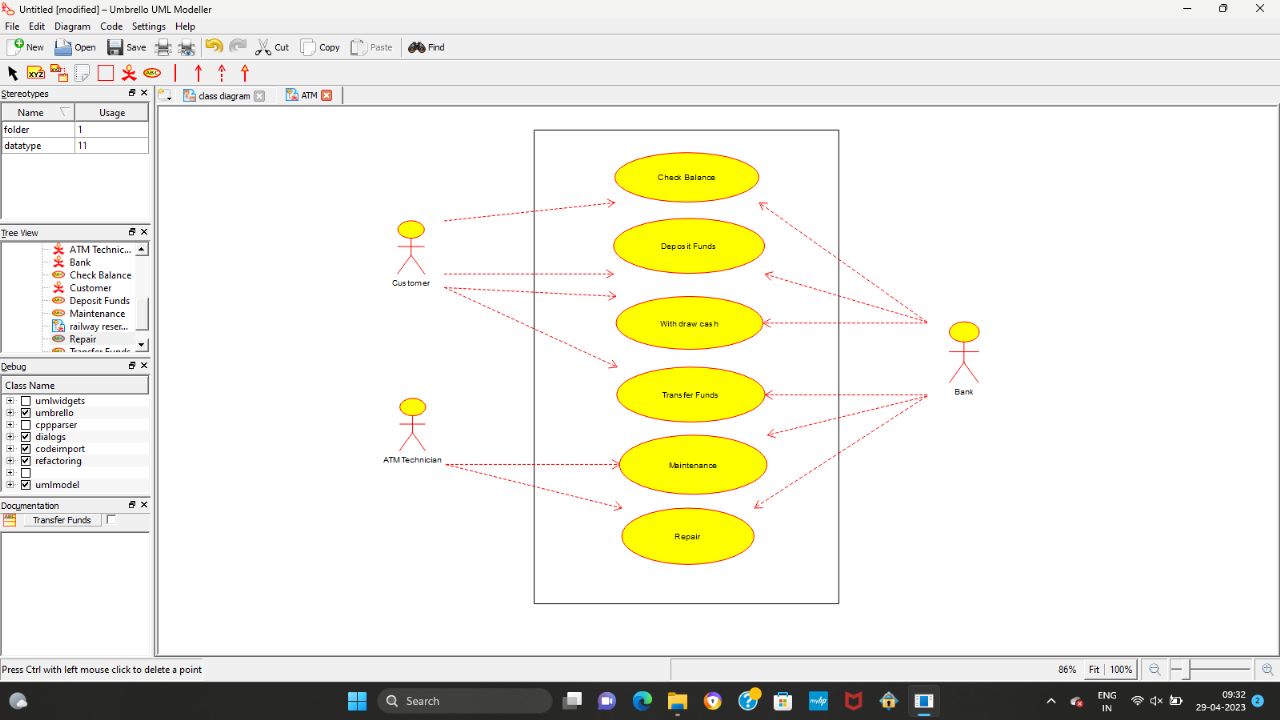 Untitled [modified] – Umbrello UML Modeller
File Edit Diagram Code Settings Help
New Open Save Cut Copy Paste Find
XYZ ABC
Stereotypes
class diagram ATM
Name Usage
folder 1
datatype 11
Tree View
ATM Technic...
Bank
Check Balance
Customer
Deposit Funds
Maintenance
railway reser...
Repair
Transfer Funds
Debug
Class Name
umlwidgets
umbrello
cppparser
dialogs
codeimport
refactoring
umlmodel
Documentation
Transfer Funds
Check Balance
Deposit Funds
Customer
With draw cash
Transfer Funds
Bank
ATM Technician
Maintenance
Repair
Press Ctrl with left mouse click to delete a point
86% Fit 100%
Search
ENG
IN
09:32
29-04-2023
2